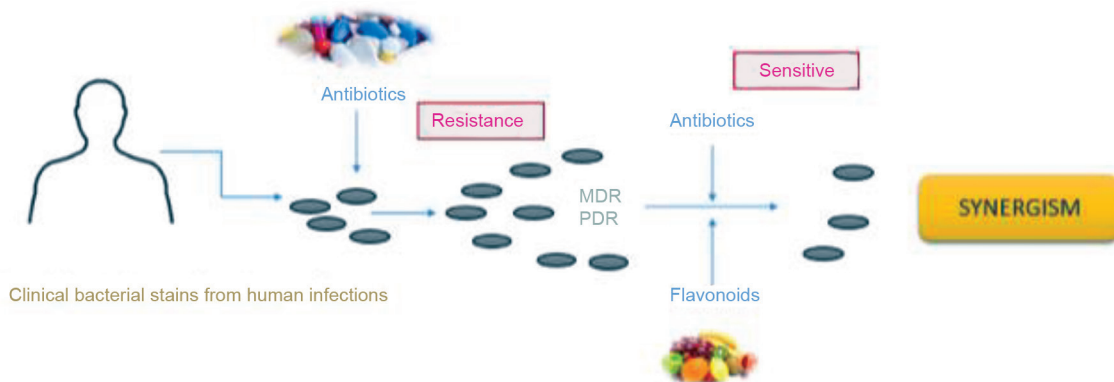 Sensitive
Antibiotics
Resistance
Antibiotics
MDR
PDR
SYNERGISM
Clinical bacterial stains from human infections
Flavonoids